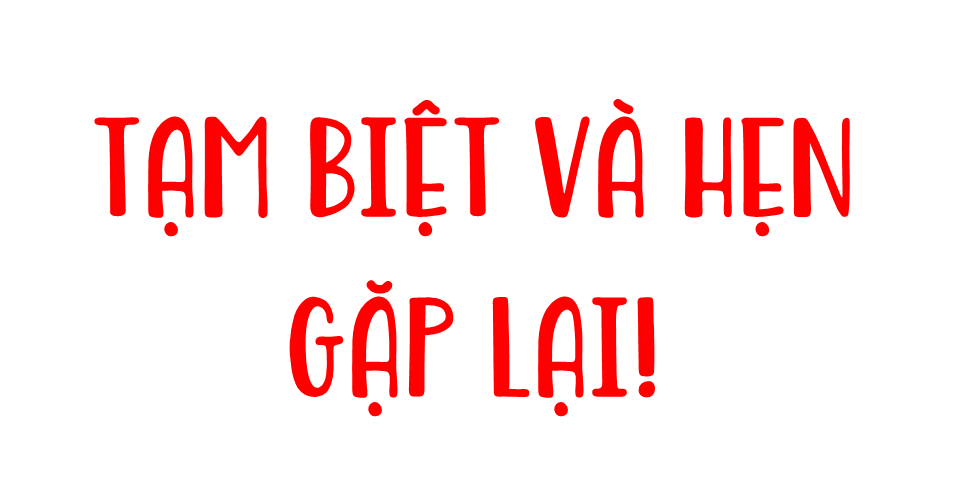 TẠM BIỆT VÀ HẸN
GẶP LẠI!